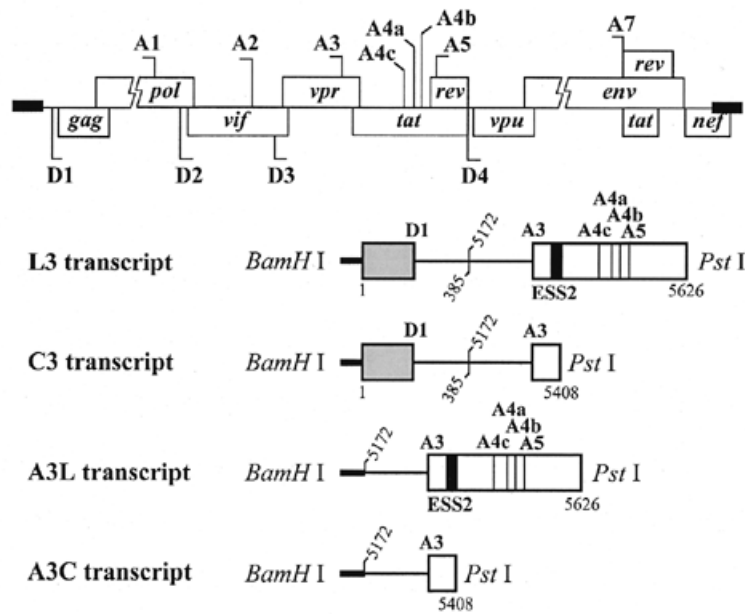 A4b
A4a
A7
A1 A2 A3 A4c A5
rev
pol vpr rev env
gag vif tat vpu tat nef
D1 D2 D3 D4
A4a
A4b
A3 A4c A5
D1 5172
L3 transcript BamH I Pst I
385
1 ESS2 5626
D1 5172 A3
C3 transcript BamH I Pst I
385
1 5408
A4a
A4b
A3 A4c A5
5172
A3L transcript BamH I Pst I
ESS2 5626
5172 A3
A3C transcript BamH I Pst I
5408